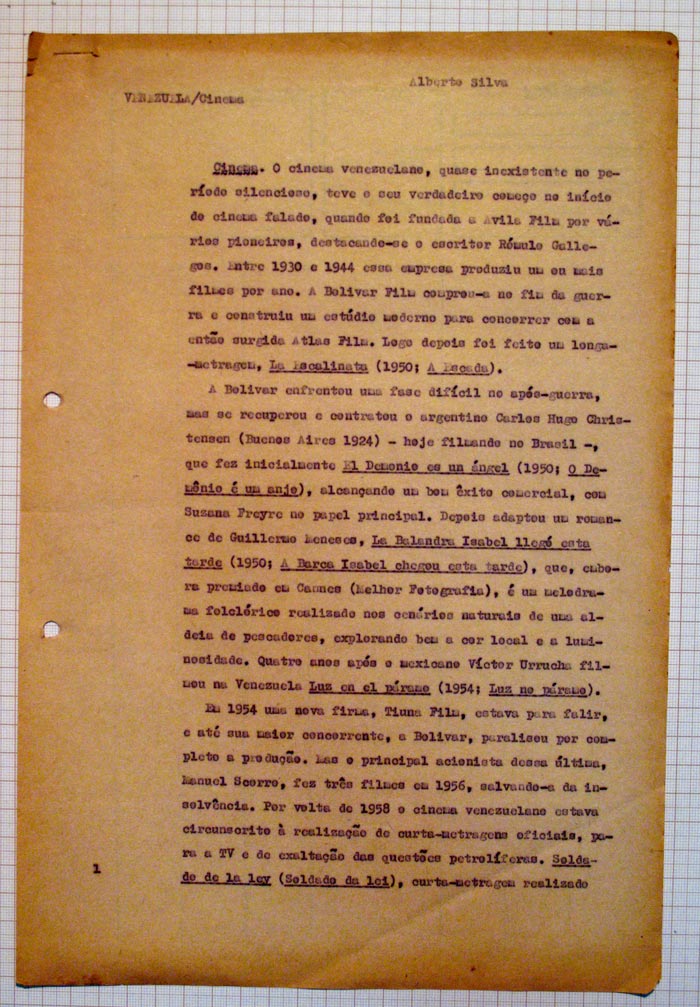 Alberto Silva
VENEZUELA/Cinema
Cinema. O cinema venezuelano, quase inexistente no pe-
ríodo silencioso, teve o seu verdadeiro começo no início
do cinema falado, quando foi fundada a Avila Film por vá-
rios pioneiros, destacando-se o escritor Rómulo Galle-
gos. Entre 1930 e 1944 essa empresa produziu um ou mais
filmes por ano. A Bolivar Film comprou-a no fim da guer-
ra e construiu um estúdio moderno para concorrer com a
então surgida Atlas Film. Logo depois foi feito um longa-
-metragem, La Escalinata (1950; A Escada).
A Bolivar enfrentou uma fase difícil no após-guerra,
mas se recuperou e contratou o argentino Carlos Hugo Chris-
tensen (Buenos Aires 1924) - hoje filmando no Brasil -,
que fez inicialmente El Demonio es un ángel (1950; O De-
mônio é um anjo), alcançando um bom êxito comercial, com
Suzana Freyre no papel principal. Depois adaptou um roman-
ce de Guillermo Meneses, La Balandra Isabel llegó esta
tarde (1950; A Barca Isabel chegou esta tarde), que, embo-
ra premiado em Cannes (Melhor Fotografia), é um melodra-
ma folclórico realizado nos cenários naturais de uma al-
deia de pescadores, explorando bem a cor local e a lumi-
nosidade. Quatro anos após o mexicano Víctor Urrucha fil-
mou na Venezuela Luz en el páramo (1954; Luz no páramo).
Em 1954 uma nova firma, Tiuna Film, estava para falir,
e até sua maior concorrente, a Bolivar, paralisou por com-
pleto a produção. Mas o principal acionista dessa última,
Manuel Scorro, fez três filmes em 1956, salvando-a da in-
solvência. Por volta de 1958 o cinema venezuelano estava
circunscrito à realização de curta-metragens oficiais, pa-
ra a TV e de exaltação das questões petrolíferas. Solda-
do de la ley (Soldado da lei), curta-metragem realizado
1